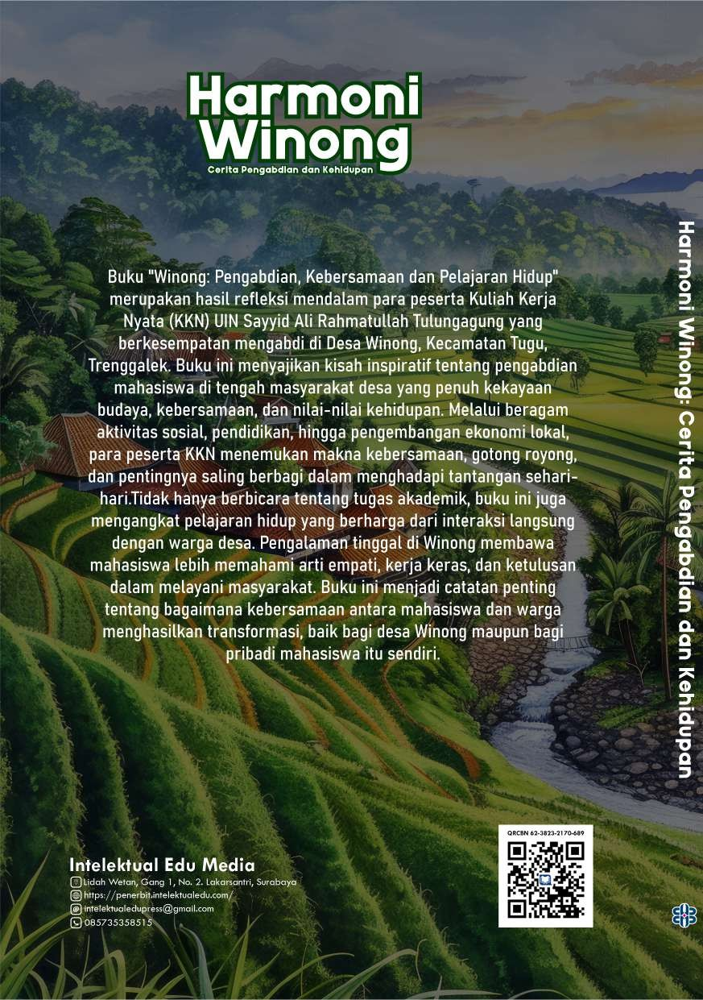 Harmoni
Winong
Cerita Pengabdian dan Kehidupan
Buku "Winong: Pengabdian, Kebersamaan dan Pelajaran Hidup"
merupakan hasil refleksi mendalam para peserta Kuliah Kerja
Nyata (KKN) UIN Sayyid Ali Rahmatullah Tulungagung yang
berkesempatan mengabdi di Desa Winong, Kecamatan Tugu,
Trenggalek. Buku ini menyajikan kisah inspiratif tentang pengabdian
mahasiswa di tengah masyarakat desa yang penuh kekayaan
budaya, kebersamaan, dan nilai-nilai kehidupan. Melalui beragam
aktivitas sosial, pendidikan, hingga pengembangan ekonomi lokal,
para peserta KKN menemukan makna kebersamaan, gotong royong,
dan pentingnya saling berbagi dalam menghadapi tantangan sehari-
hari.Tidak hanya berbicara tentang tugas akademik, buku ini juga
mengangkat pelajaran hidup yang berharga dari interaksi langsung
dengan warga desa. Pengalaman tinggal di Winong membawa
mahasiswa lebih memahami arti empati, kerja keras, dan ketulusan
dalam melayani masyarakat. Buku ini menjadi catatan penting
tentang bagaimana kebersamaan antara mahasiswa dan warga
menghasilkan transformasi, baik bagi desa Winong maupun bagi
pribadi mahasiswa itu sendiri.
Harmoni Winong: Cerita Pengabdian dan Kehidupan
Intelektual Edu Media
Lidah Wetan, Gang 1, No. 2. Lakarsantri, Surabaya
https://penerbit.intelektualedu.com/
intelektualedupress@gmail.com
085735358515
QRCBN 62-3823-2170-689